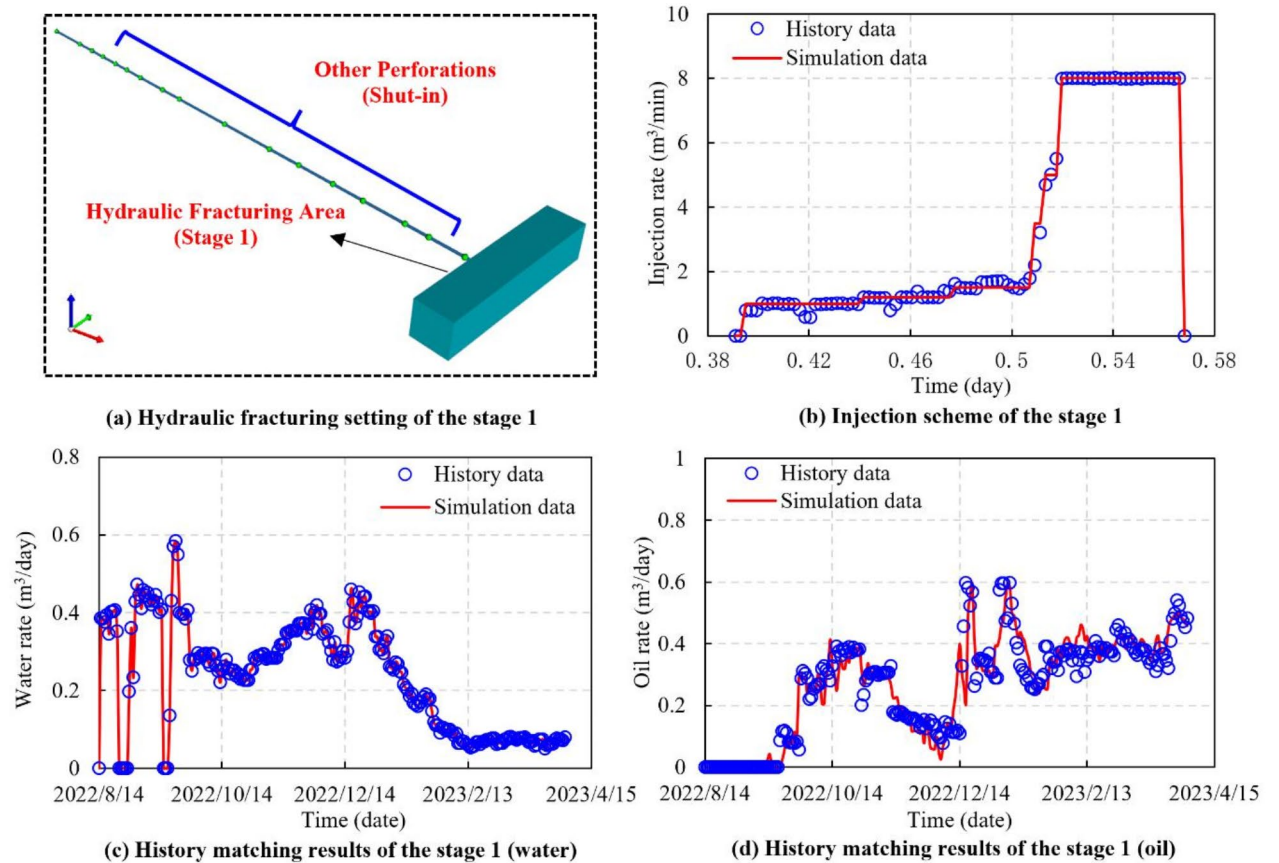 Other Perforations
(Shut-in)
Hydraulic Fracturing Area
(Stage 1)
(a) Hydraulic fracturing setting of the stage 1
10
8
6
4
2
0
Injection rate (m³/min)
History data
Simulation data
0.38
0.42
0.46
0.5
0.54
0.58
Time (day)
(b) Injection scheme of the stage 1
0.8
0.6
0.4
0.2
0
Water rate (m³/day)
History data
Simulation data
2022/8/14
2022/10/14
2022/12/14
2023/2/13
2023/4/15
Time (date)
(c) History matching results of the stage 1 (water)
1
0.8
0.6
0.4
0.2
0
Oil rate (m³/day)
History data
Simulation data
2022/8/14
2022/10/14
2022/12/14
2023/2/13
2023/4/15
Time (date)
(d) History matching results of the stage 1 (oil)